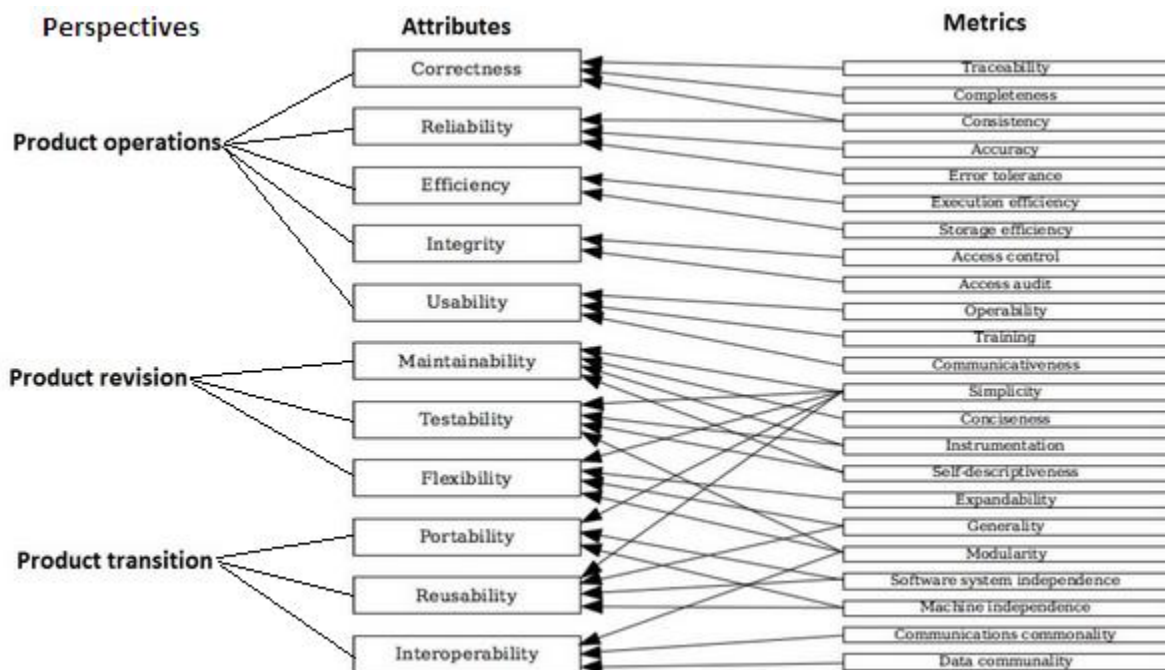 Perspectives
Attributes
Metrics
Product operations
Product revision
Product transition
Correctness
Reliability
Efficiency
Integrity
Usability
Maintainability
Testability
Flexibility
Portability
Reusability
Interoperability
Traceability
Completeness
Consistency
Accuracy
Error tolerance
Execution efficiency
Storage efficiency
Access control
Access audit
Operability
Training
Communicativeness
Simplicity
Conciseness
Instrumentation
Self-descriptiveness
Expandability
Generality
Modularity
Software system independence
Machine independence
Communications commonality
Data communality